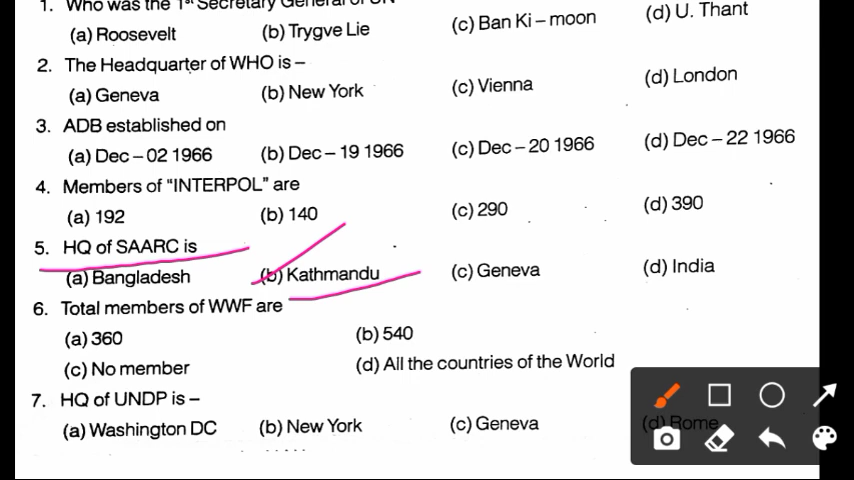 1. Who was the 1st Secretary General of UN
(a) Roosevelt (b) Trygve Lie (c) Ban Ki – moon (d) U. Thant
2. The Headquarter of WHO is –
(a) Geneva (b) New York (c) Vienna (d) London
3. ADB established on
(a) Dec – 02 1966 (b) Dec – 19 1966 (c) Dec – 20 1966 (d) Dec – 22 1966
4. Members of “INTERPOL” are
(a) 192 (b) 140 (c) 290 (d) 390
5. HQ of SAARC is
(a) Bangladesh (b) Kathmandu (c) Geneva (d) India
6. Total members of WWF are
(a) 360 (b) 540
(c) No member (d) All the countries of the World
7. HQ of UNDP is –
(a) Washington DC (b) New York (c) Geneva (d) Rome